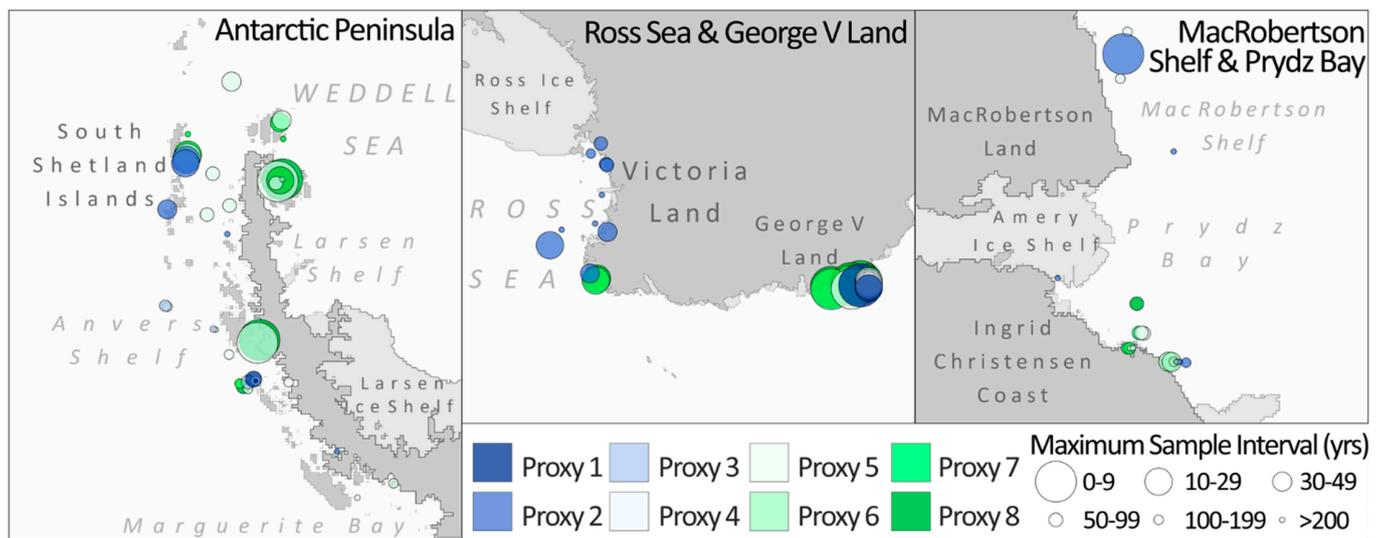 Antarctic Peninsula
WEDDELL
SEA
South
Shetland
Islands
Larsen
Shelf
Anvers
Shelf
Larsen
Ice Shelf
Marguerite Bay
Ross Sea & George V Land
Ross Ice
Shelf
Victoria
Land
ROSS
SEA
George V
Land
MacRobertson
Shelf & Prydz Bay
MacRobertson
Land
MacRobertson
Shelf
Amery
Ice Shelf
Prydz
Bay
Ingrid
Christensen
Coast
Proxy 1
Proxy 3
Proxy 5
Proxy 7
Proxy 2
Proxy 4
Proxy 6
Proxy 8
Maximum Sample Interval (yrs)
0-9
10-29
30-49
50-99
100-199
>200